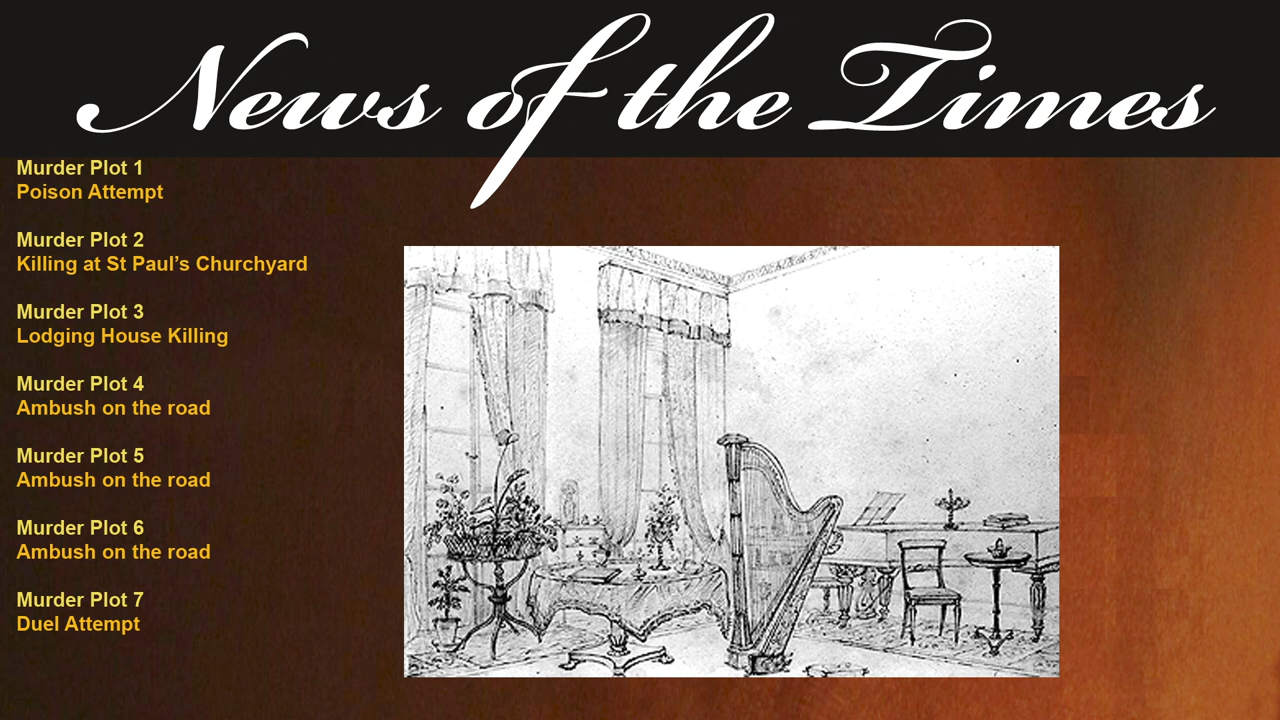 News of the Times
Murder Plot 1
Poison Attempt
Murder Plot 2
Killing at St Paul’s Churchyard
Murder Plot 3
Lodging House Killing
Murder Plot 4
Ambush on the road
Murder Plot 5
Ambush on the road
Murder Plot 6
Ambush on the road
Murder Plot 7
Duel Attempt